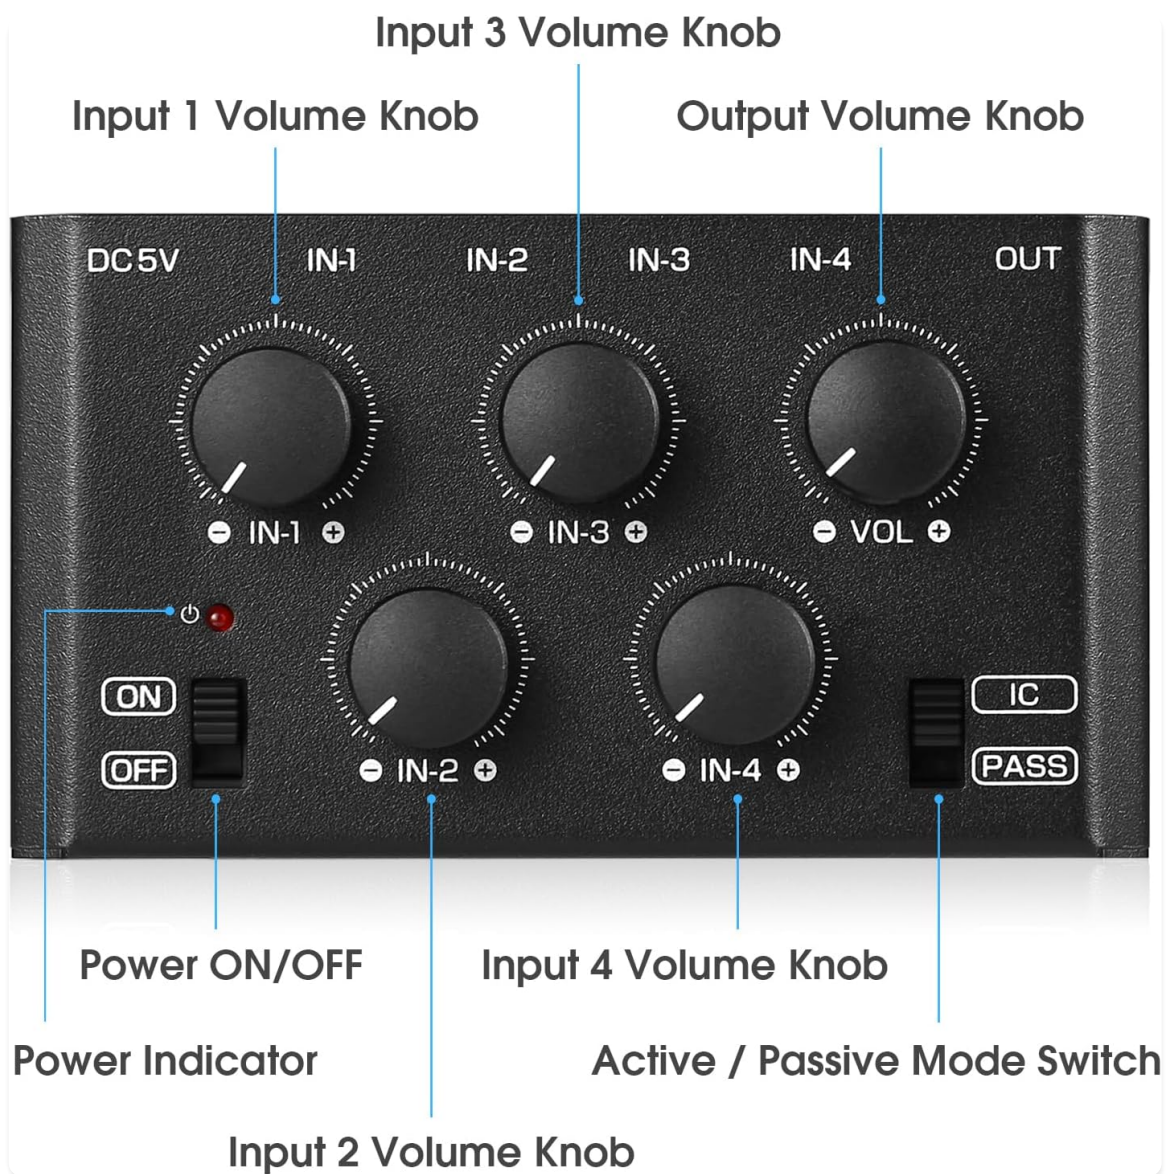 Input 3 Volume Knob
Input 1 Volume Knob
Output Volume Knob
DC5V IN-1 IN-2 IN-3 IN-4 OUT
IN-1
IN-3
VOL
ON
IC
OFF
IN-2
IN-4
PASS
Power ON/OFF
Input 4 Volume Knob
Power Indicator
Active / Passive Mode Switch
Input 2 Volume Knob